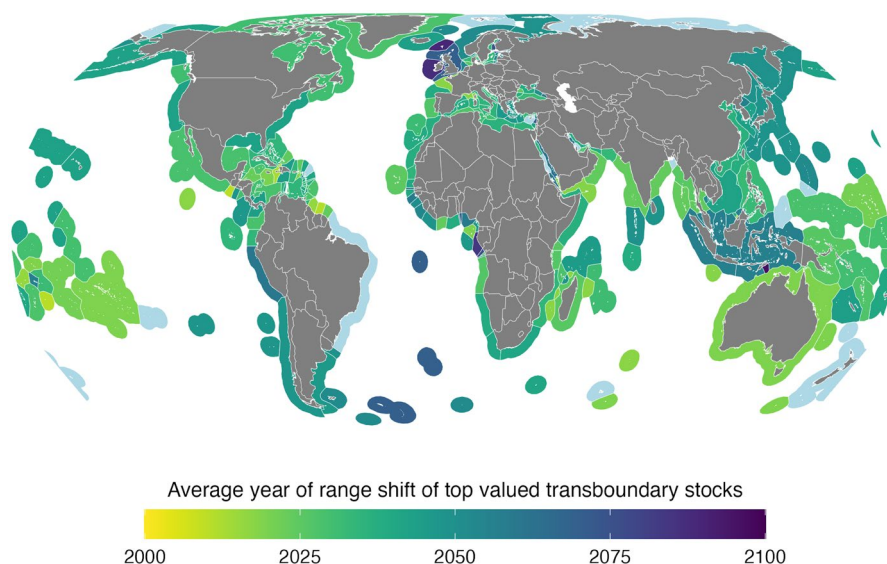 Average year of range shift of top valued transboundary stocks
2000 2025 2050 2075 2100